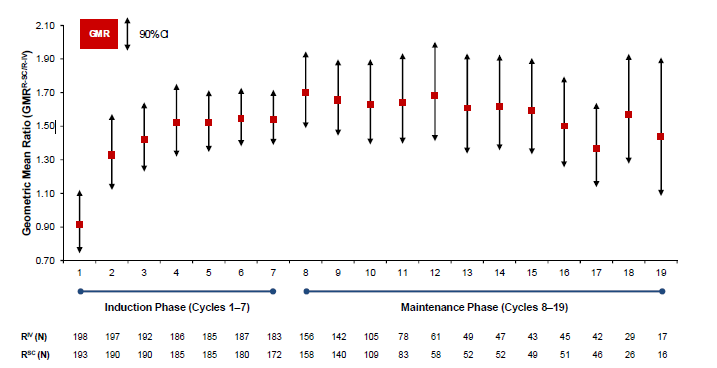 2.10
GMR
90%CI
1.90
1.70
1.50
1.30
1.10
0.90
0.70
Geometric Mean Ratio (GMRR-SC/R-IV)
1 2 3 4 5 6 7 8 9 10 11 12 13 14 15 16 17 18 19
Induction Phase (Cycles 1–7) Maintenance Phase (Cycles 8–19)
RIV (N) 198 197 192 186 185 187 183 156 142 105 78 61 49 47 43 45 42 29 17
RSC (N) 193 190 190 185 185 180 172 158 140 109 83 58 52 52 49 51 46 26 16